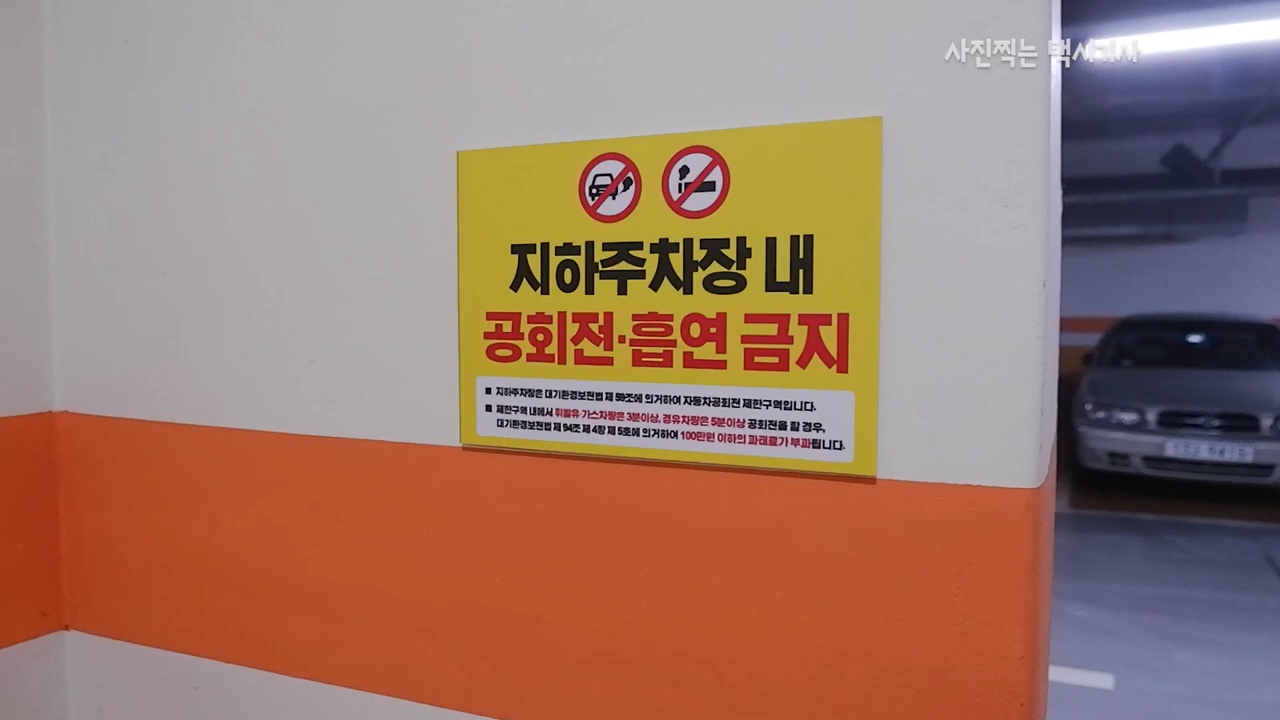 사진찍는 택시기사
지하주차장 내
공회전·흡연 금지
■ 지하주차장은 대기환경보전법 제 59조에 의거하여 자동차공회전 제한구역입니다.
■ 제한구역 내에서 휘발유·가스차량은 3분이상, 경유차량은 5분이상 공회전을 할 경우,
대기환경보전법 제 94조 제 4항 제 5호에 의거하여 100만원 이하의 과태료가 부과됩니다.